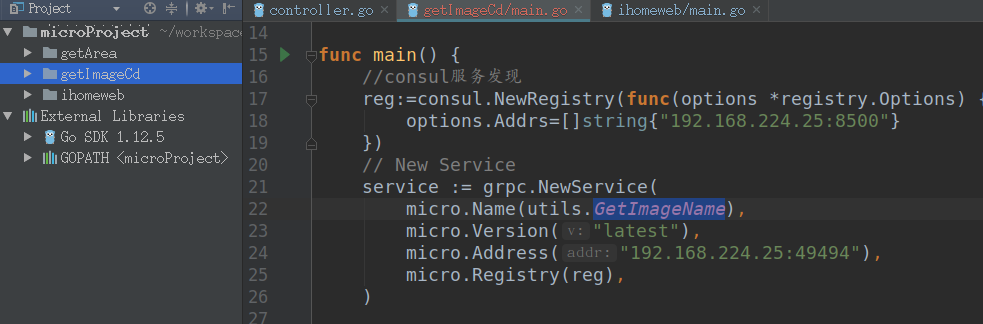 Project
controller.go
getImageCd/main.go
ihomeweb/main.go
microProject ~/workspace
getArea
getImageCd
ihomeweb
External Libraries
Go SDK 1.12.5
GOPATH <microProject>
14
15 func main() {
16 //consul服务发现
17 reg:=consul.NewRegistry(func(options *registry.Options) {
18 options.Addrs=[]string{"192.168.224.25:8500"}
19 })
20 // New Service
21 service := grpc.NewService(
22 micro.Name(utils.GetImageName),
23 micro.Version( v: "latest"),
24 micro.Address( addr: "192.168.224.25:49494"),
25 micro.Registry(reg),
26 )
27